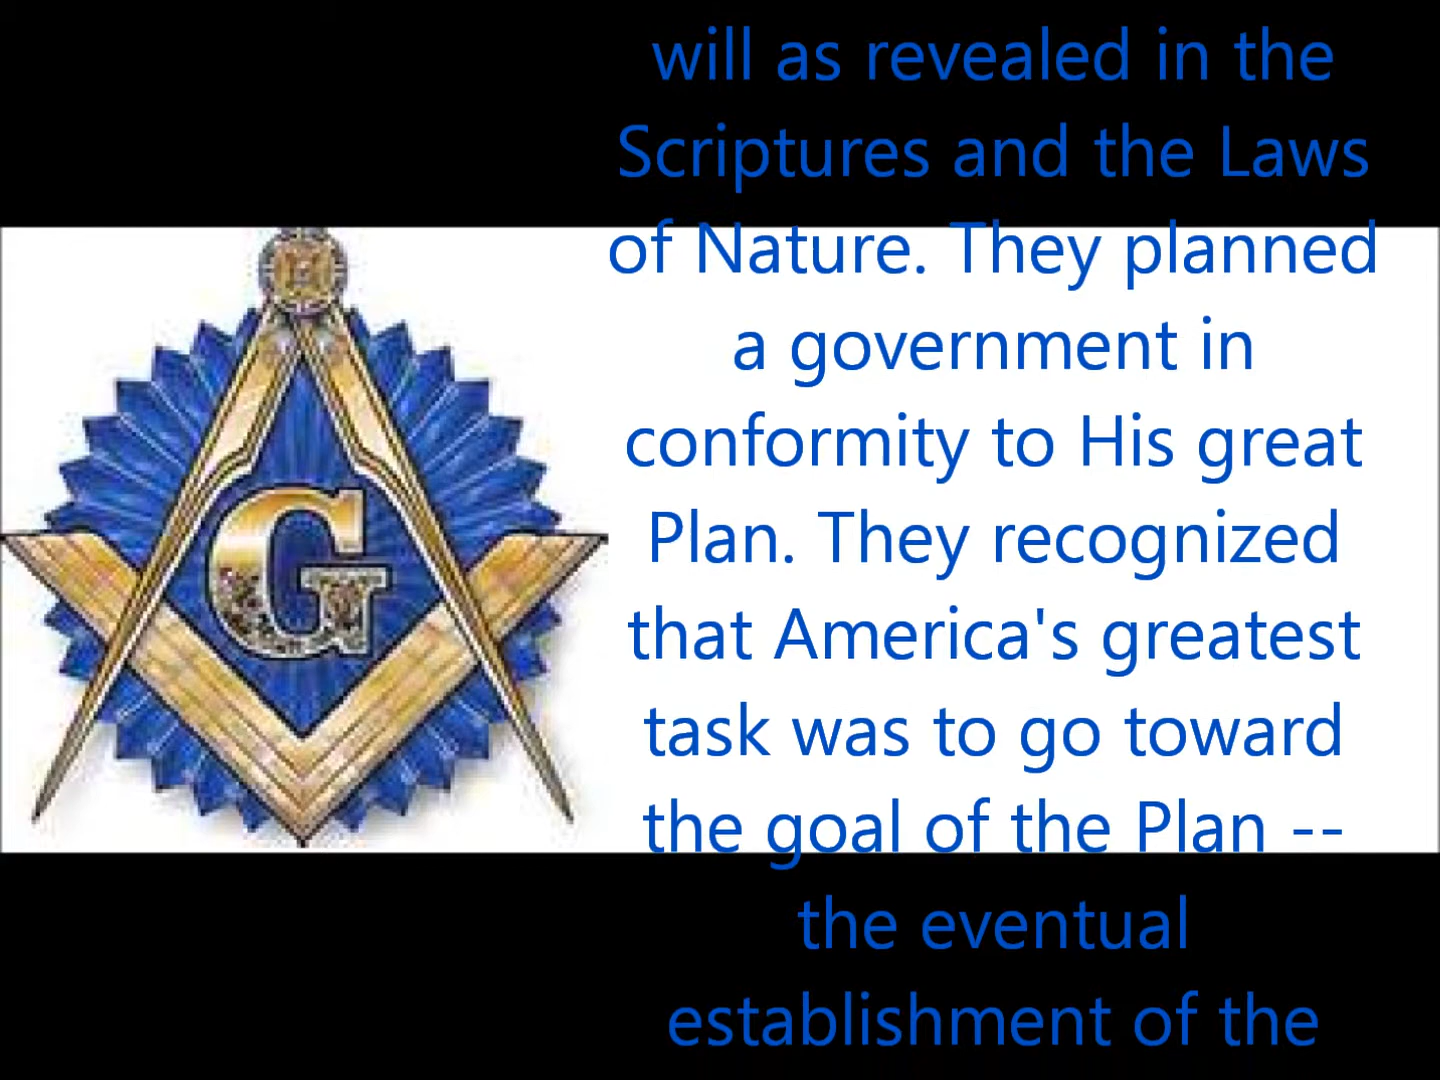 will as revealed in the
Scriptures and the Laws
of Nature. They planned
a government in
conformity to His great
Plan. They recognized
that America's greatest
task was to go toward
the goal of the Plan --
the eventual
establishment of the
G